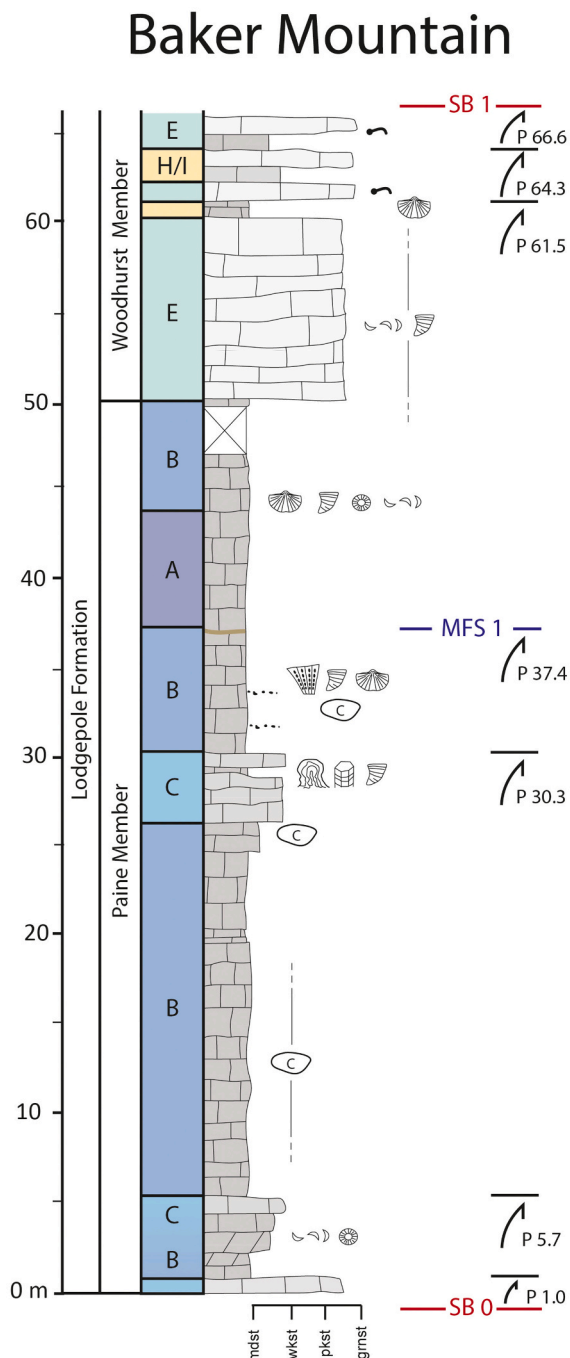 Baker Mountain
SB 1
E
P 66.6
H/I
P 64.3
60
P 61.5
Woodhurst Member
E
50
B
A
40
MFS 1
B
P 37.4
C
30
C
P 30.3
Lodgepole Formation
Paine Member
C
20
B
C
10
C
P 5.7
B
0 m
P 1.0
SB 0
mdst
wkst
pkst
grnst